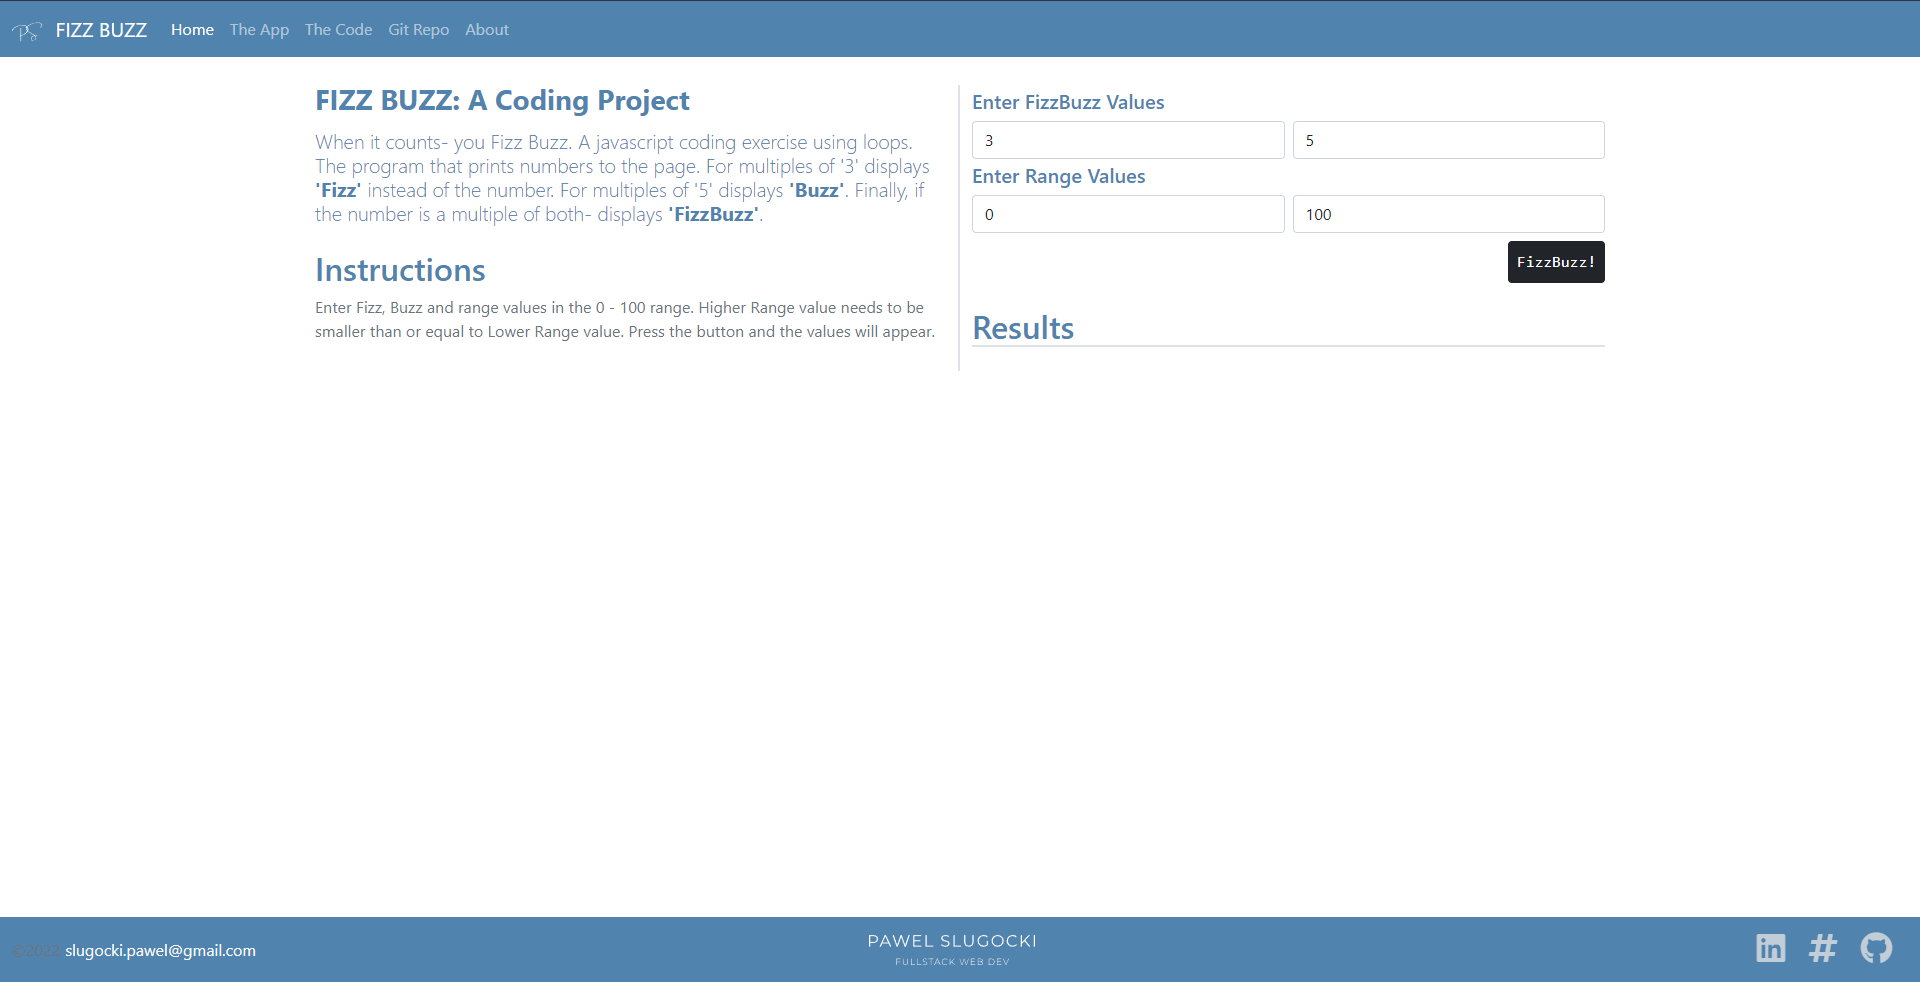 PS FIZZ BUZZ Home The App The Code Git Repo About
FIZZ BUZZ: A Coding Project
When it counts- you Fizz Buzz. A javascript coding exercise using loops.
The program that prints numbers to the page. For multiples of '3' displays
'Fizz' instead of the number. For multiples of '5' displays 'Buzz'. Finally, if
the number is a multiple of both- displays 'FizzBuzz'.
Instructions
Enter Fizz, Buzz and range values in the 0 - 100 range. Higher Range value needs to be
smaller than or equal to Lower Range value. Press the button and the values will appear.
Enter FizzBuzz Values
3 5
Enter Range Values
0 100
FizzBuzz!
Results
slugocki.pawel@gmail.com
PAWEL SLUGOCKI
FULLSTACK WEB DEV